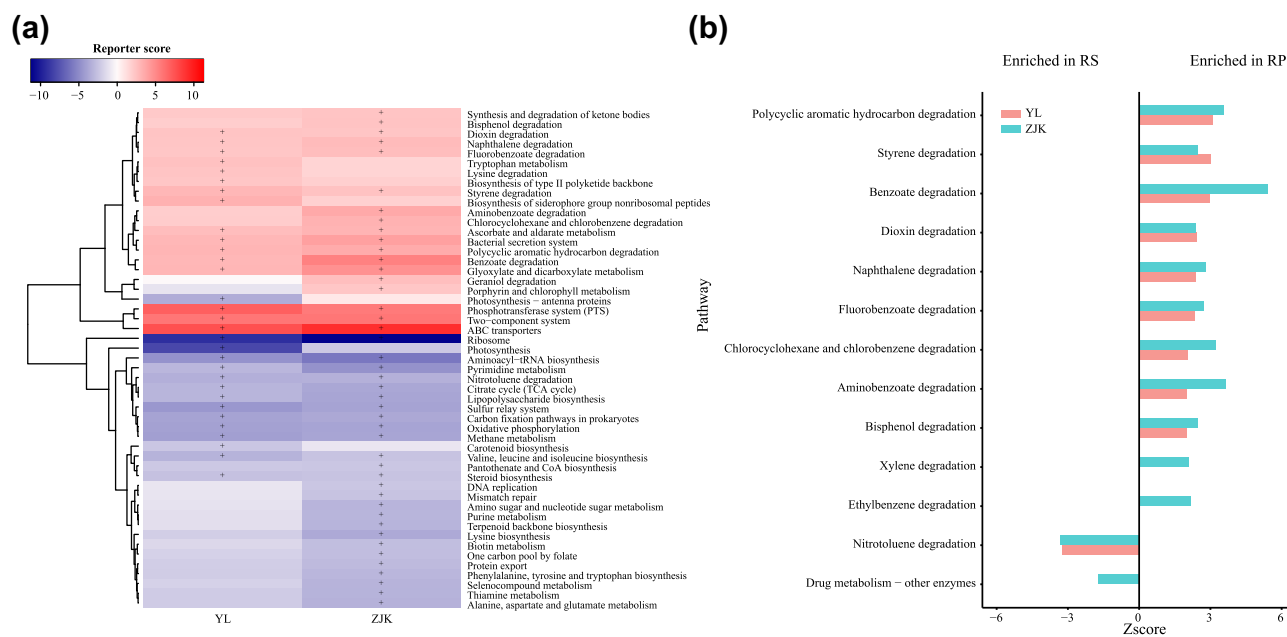 (a)
Reporter score
−10 −5 0 5 10
Synthesis and degradation of ketone bodies
Bisphenol degradation
Dioxin degradation
Naphthalene degradation
Fluorobenzoate degradation
Tryptophan metabolism
Lysine degradation
Biosynthesis of type II polyketide backbone
Styrene degradation
Biosynthesis of siderophore group nonribosomal peptides
Aminobenzoate degradation
Chlorocyclohexane and chlorobenzene degradation
Ascorbate and aldarate metabolism
Bacterial secretion system
Polycyclic aromatic hydrocarbon degradation
Benzoate degradation
Glyoxylate and dicarboxylate metabolism
Geraniol degradation
Porphyrin and chlorophyll metabolism
Photosynthesis − antenna proteins
Phosphotransferase system (PTS)
Two−component system
ABC transporters
Ribosome
Photosynthesis
Aminoacyl−tRNA biosynthesis
Pyrimidine metabolism
Nitrotoluene degradation
Citrate cycle (TCA cycle)
Lipopolysaccharide biosynthesis
Sulfur relay system
Carbon fixation pathways in prokaryotes
Oxidative phosphorylation
Methane metabolism
Carotenoid biosynthesis
Valine, leucine and isoleucine biosynthesis
Pantothenate and CoA biosynthesis
Steroid biosynthesis
DNA replication
Mismatch repair
Amino sugar and nucleotide sugar metabolism
Purine metabolism
Terpenoid backbone biosynthesis
Lysine biosynthesis
Biotin metabolism
One carbon pool by folate
Protein export
Phenylalanine, tyrosine and tryptophan biosynthesis
Selenocompound metabolism
Thiamine metabolism
Alanine, aspartate and glutamate metabolism
YL ZJK
(b)
Enriched in RS Enriched in RP
YL
ZJK
Pathway
Polycyclic aromatic hydrocarbon degradation
Styrene degradation
Benzoate degradation
Dioxin degradation
Naphthalene degradation
Fluorobenzoate degradation
Chlorocyclohexane and chlorobenzene degradation
Aminobenzoate degradation
Bisphenol degradation
Xylene degradation
Ethylbenzene degradation
Nitrotoluene degradation
Drug metabolism − other enzymes
−6 −3 0 3 6
Zscore